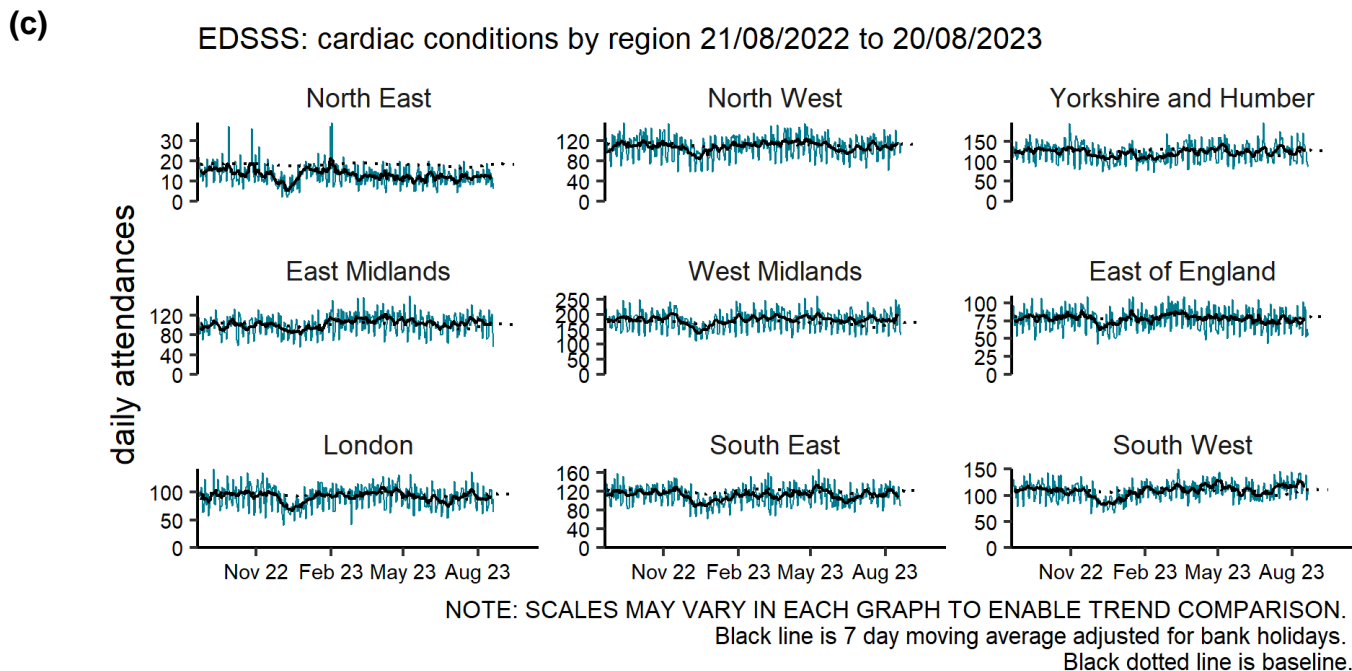 (c)
EDSSS: cardiac conditions by region 21/08/2022 to 20/08/2023
daily attendances
North East
30
20
10
0
North West
120
80
40
0
Yorkshire and Humber
150
100
50
0
East Midlands
120
80
40
0
West Midlands
250
200
150
100
50
0
East of England
100
75
50
25
0
London
100
50
0
Nov 22 Feb 23 May 23 Aug 23
South East
160
120
80
40
0
Nov 22 Feb 23 May 23 Aug 23
South West
150
100
50
0
Nov 22 Feb 23 May 23 Aug 23
NOTE: SCALES MAY VARY IN EACH GRAPH TO ENABLE TREND COMPARISON.
Black line is 7 day moving average adjusted for bank holidays.
Black dotted line is baseline.